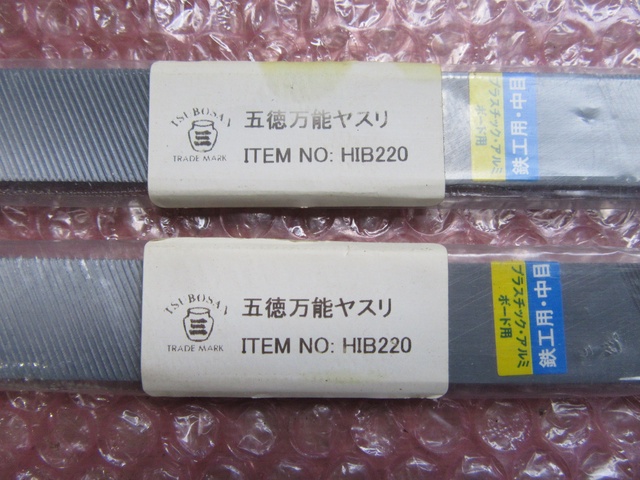 TSUBOSAN
TRADE MARK
五徳万能ヤスリ
ITEM NO: HIB220
鉄工用・中目
プラスチック・アルミ
ボード用
TSUBOSAN
TRADE MARK
五徳万能ヤスリ
ITEM NO: HIB220
鉄工用・中目
プラスチック・アルミ
ボード用